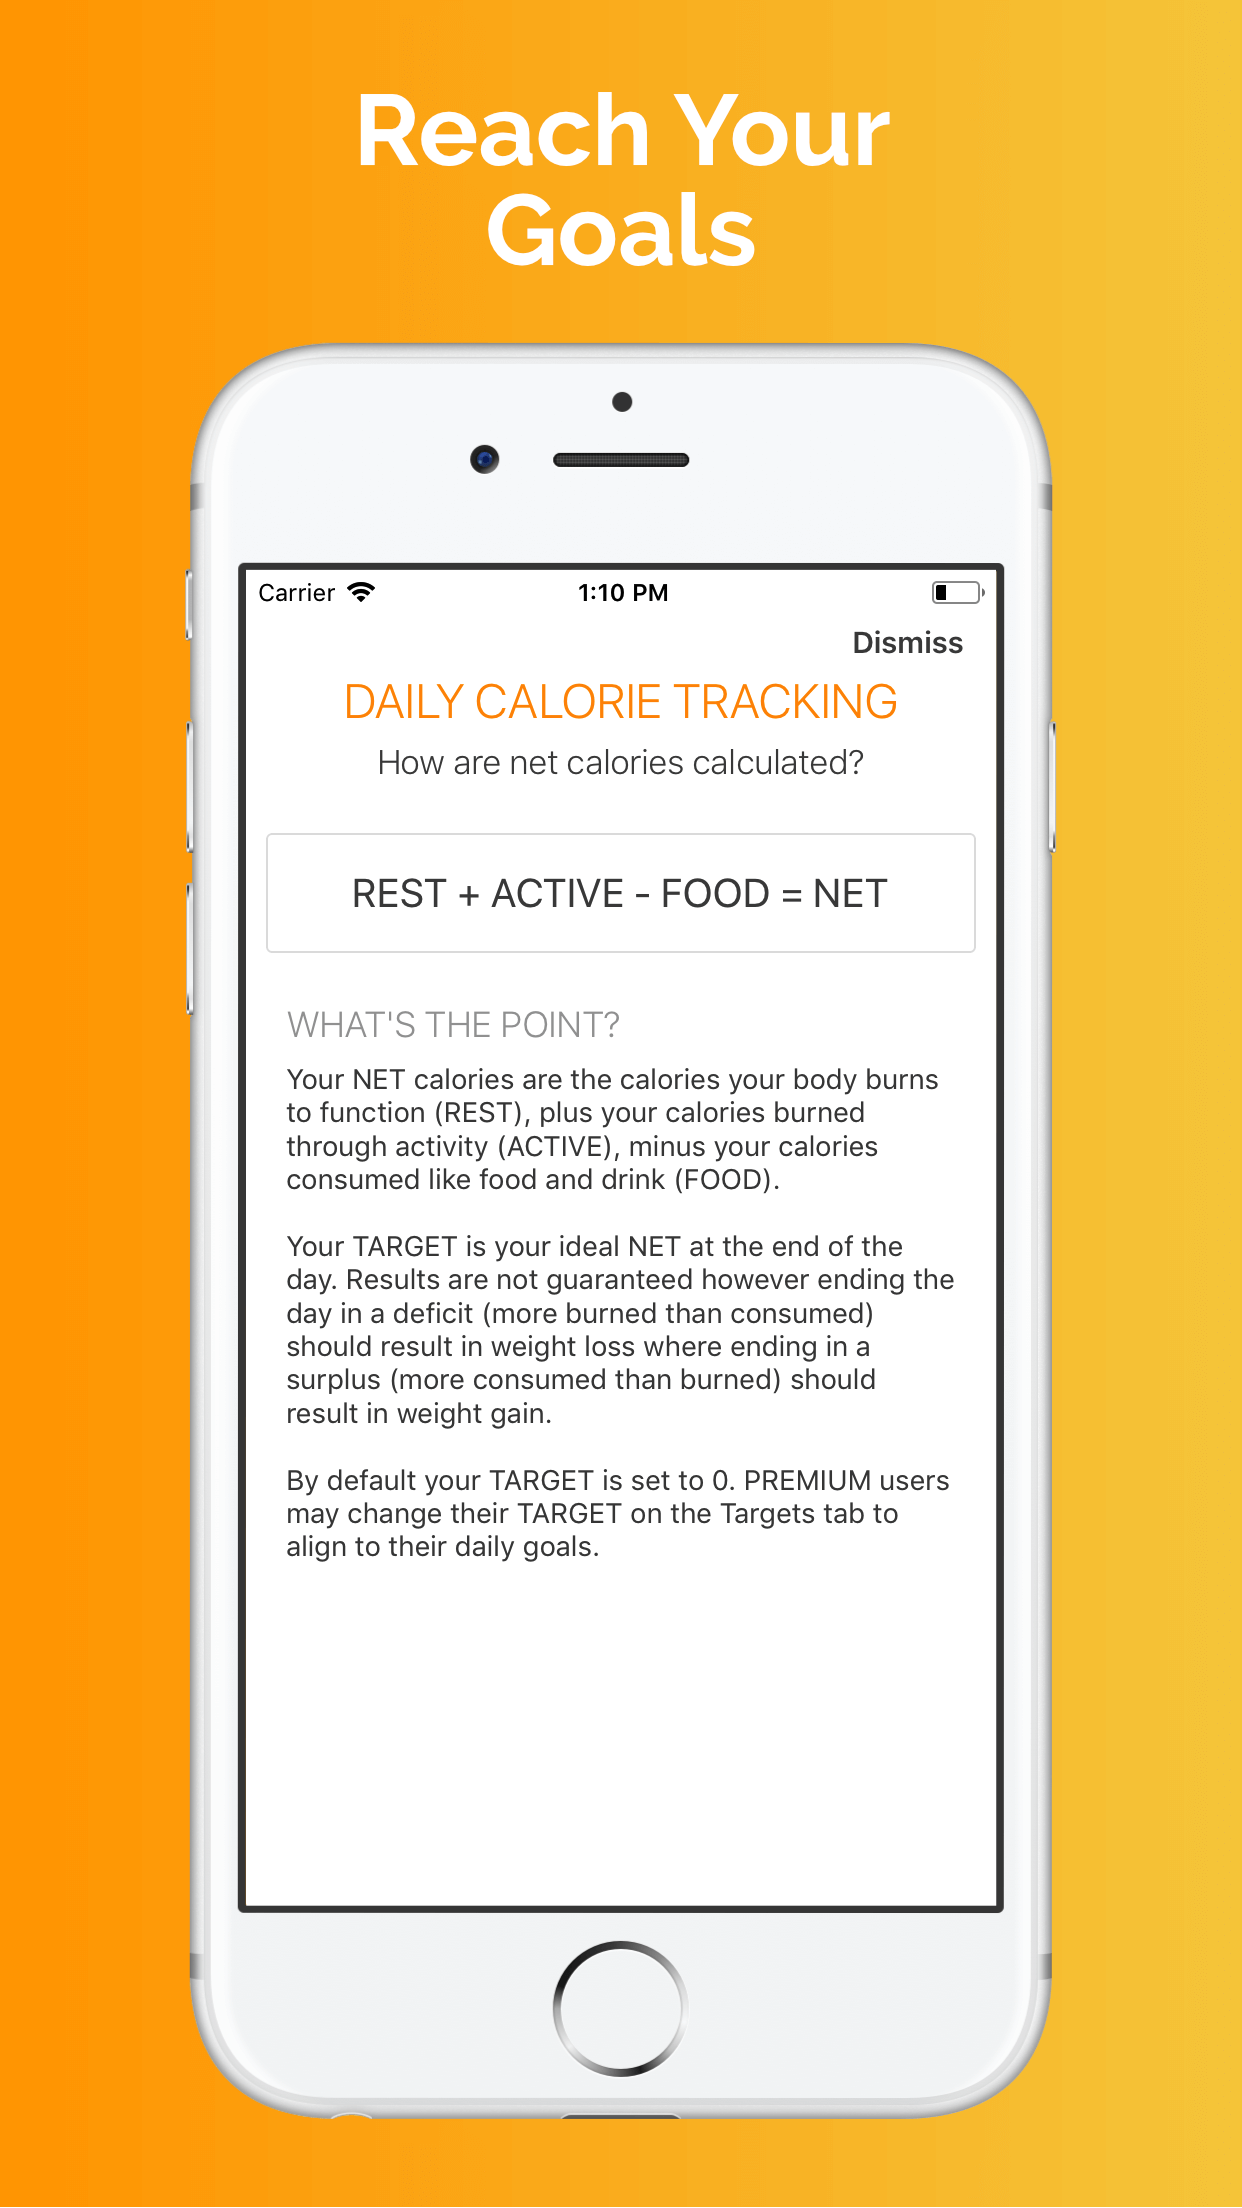 Reach Your
Goals
Carrier 1:10 PM
Dismiss
DAILY CALORIE TRACKING
How are net calories calculated?
REST + ACTIVE - FOOD = NET
WHAT'S THE POINT?
Your NET calories are the calories your body burns
to function (REST), plus your calories burned
through activity (ACTIVE), minus your calories
consumed like food and drink (FOOD).
Your TARGET is your ideal NET at the end of the
day. Results are not guaranteed however ending the
day in a deficit (more burned than consumed)
should result in weight loss where ending in a
surplus (more consumed than burned) should
result in weight gain.
By default your TARGET is set to 0. PREMIUM users
may change their TARGET on the Targets tab to
align to their daily goals.